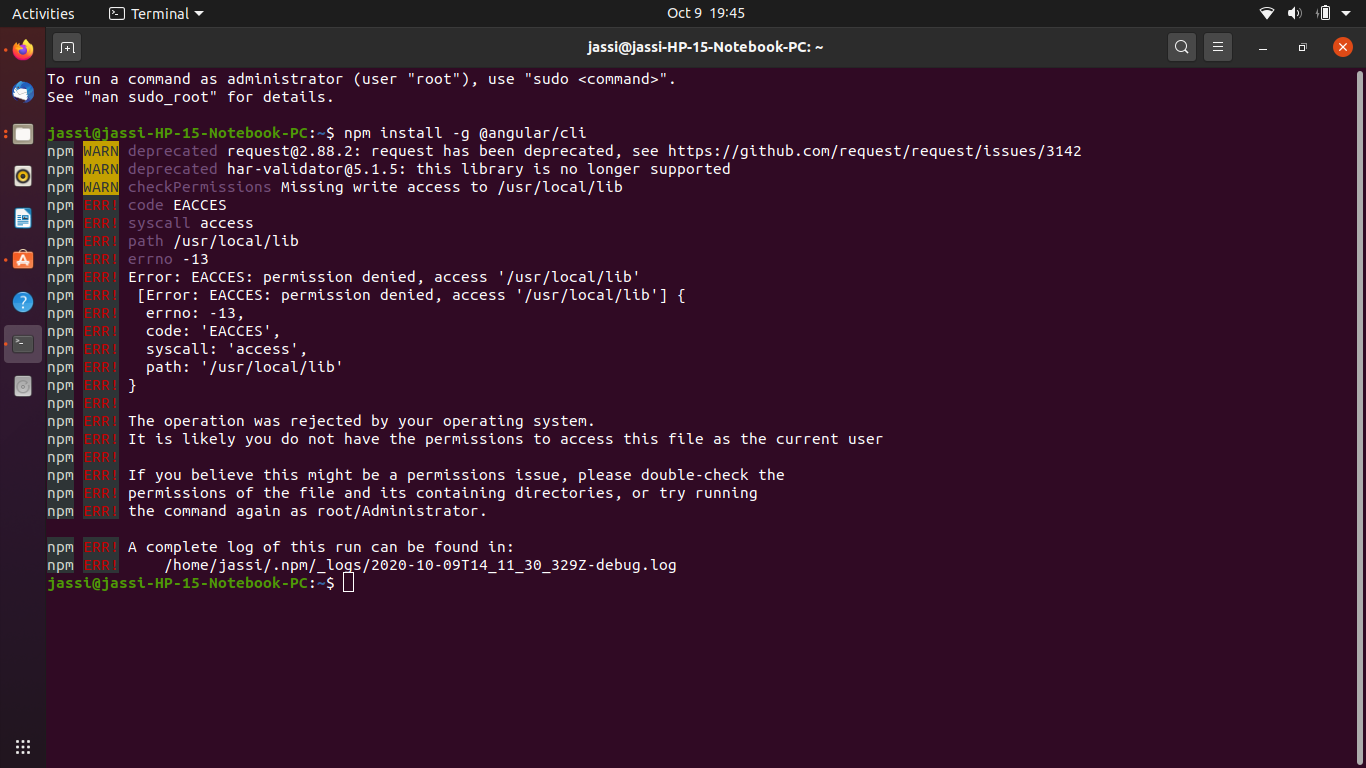 Activities
Terminal
Oct 9 19:45
jassi@jassi-HP-15-Notebook-PC: ~
To run a command as administrator (user "root"), use "sudo <command>".
See "man sudo_root" for details.
jassi@jassi-HP-15-Notebook-PC:~$ npm install -g @angular/cli
npm WARN deprecated request@2.88.2: request has been deprecated, see https://github.com/request/request/issues/3142
npm WARN deprecated har-validator@5.1.5: this library is no longer supported
npm WARN checkPermissions Missing write access to /usr/local/lib
npm ERR! code EACCES
npm ERR! syscall access
npm ERR! path /usr/local/lib
npm ERR! errno -13
npm ERR! Error: EACCES: permission denied, access '/usr/local/lib'
npm ERR!  [Error: EACCES: permission denied, access '/usr/local/lib'] {
npm ERR!   errno: -13,
npm ERR!   code: 'EACCES',
npm ERR!   syscall: 'access',
npm ERR!   path: '/usr/local/lib'
npm ERR! }
npm ERR!
npm ERR! The operation was rejected by your operating system.
npm ERR! It is likely you do not have the permissions to access this file as the current user
npm ERR!
npm ERR! If you believe this might be a permissions issue, please double-check the
npm ERR! permissions of the file and its containing directories, or try running
npm ERR! the command again as root/Administrator.
npm ERR! A complete log of this run can be found in:
npm ERR!     /home/jassi/.npm/_logs/2020-10-09T14_11_30_329Z-debug.log
jassi@jassi-HP-15-Notebook-PC:~$